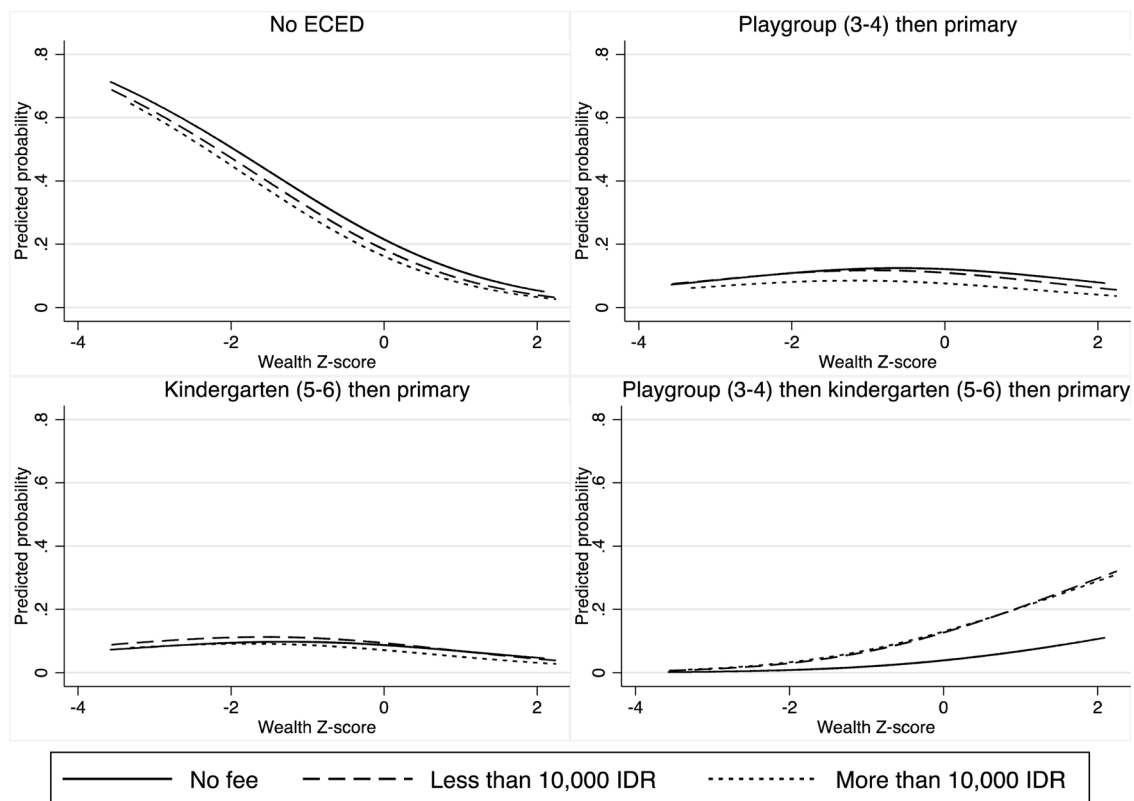 No ECED
Predicted probability
.8
.6
.4
.2
0
-4
-2
0
2
Wealth Z-score
Playgroup (3-4) then primary
Predicted probability
.8
.6
.4
.2
0
-4
-2
0
2
Wealth Z-score
Kindergarten (5-6) then primary
Predicted probability
.8
.6
.4
.2
0
-4
-2
0
2
Wealth Z-score
Playgroup (3-4) then kindergarten (5-6) then primary
Predicted probability
.8
.6
.4
.2
0
-4
-2
0
2
Wealth Z-score
No fee
Less than 10,000 IDR
More than 10,000 IDR